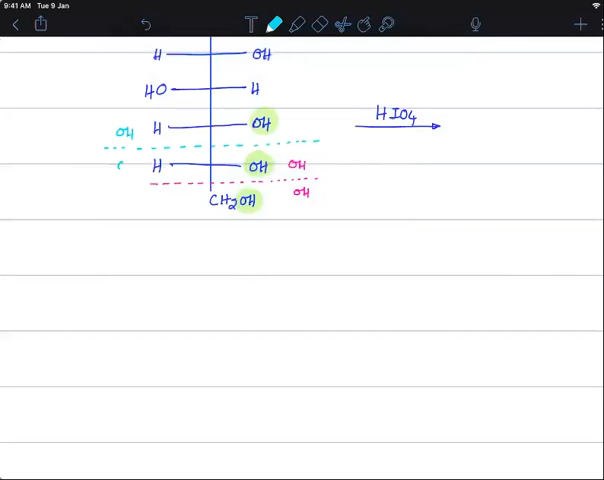 9:41 AM Tue 9 Jan
H OH
HO H
HIO4
OH H OH
H OH OH
CH2OH OH